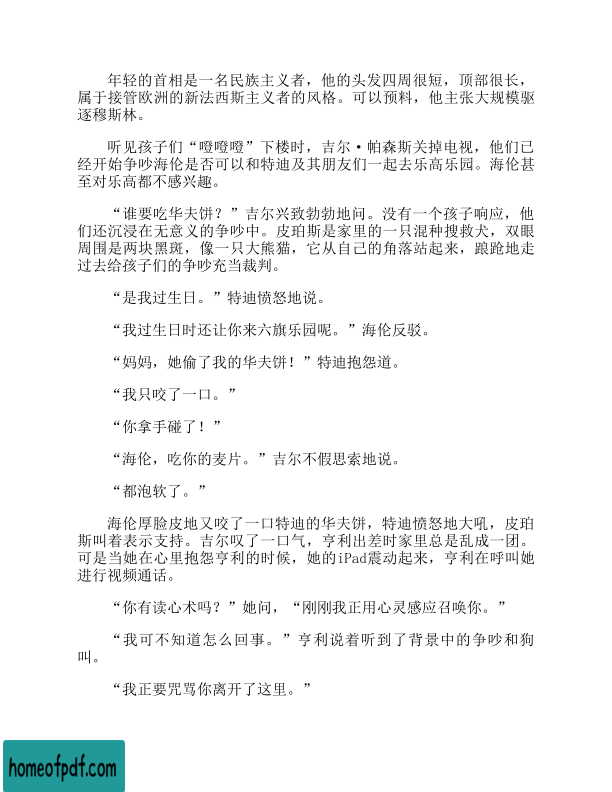 年轻的首相是一名民族主义者，他的头发四周很短，顶部很长，
属于接管欧洲的新法西斯主义者的风格。可以预料，他主张大规模驱
逐穆斯林。
听见孩子们“噔噔噔”下楼时，吉尔·帕森斯关掉电视，他们已
经开始争吵海伦是否可以和特迪及其朋友们一起去乐高乐园。海伦甚
至对乐高都不感兴趣。
“谁要吃华夫饼？”吉尔兴致勃勃地问。没有一个孩子响应，他
们还沉浸在无意义的争吵中。皮珀斯是家里的一只混种搜救犬，双眼
周围是两块黑斑，像一只大熊猫，它从自己的角落站起来，踉跄地走
过去给孩子们的争吵充当裁判。
“是我过生日。”特迪愤怒地说。
“我过生日时还让你来六旗乐园呢。”海伦反驳。
“妈妈，她偷了我的华夫饼！”特迪抱怨道。
“我只咬了一口。”
“你拿手碰了！”
“海伦，吃你的麦片。”吉尔不假思索地说。
“都泡软了。”
海伦厚脸皮地又咬了一口特迪的华夫饼，特迪愤怒地大吼，皮珀
斯叫着表示支持。吉尔叹了一口气，亨利出差时家里总是乱成一团。
可是当她在心里抱怨亨利的时候，她的iPad震动起来，亨利在呼叫她
进行视频通话。
“你有读心术吗？”她问，“刚刚我正用心灵感应召唤你。”
“我可不知道怎么回事。”亨利说着听到了背景中的争吵和狗
叫。
“我正要咒骂你离开了这里。”
homeofpdf.com